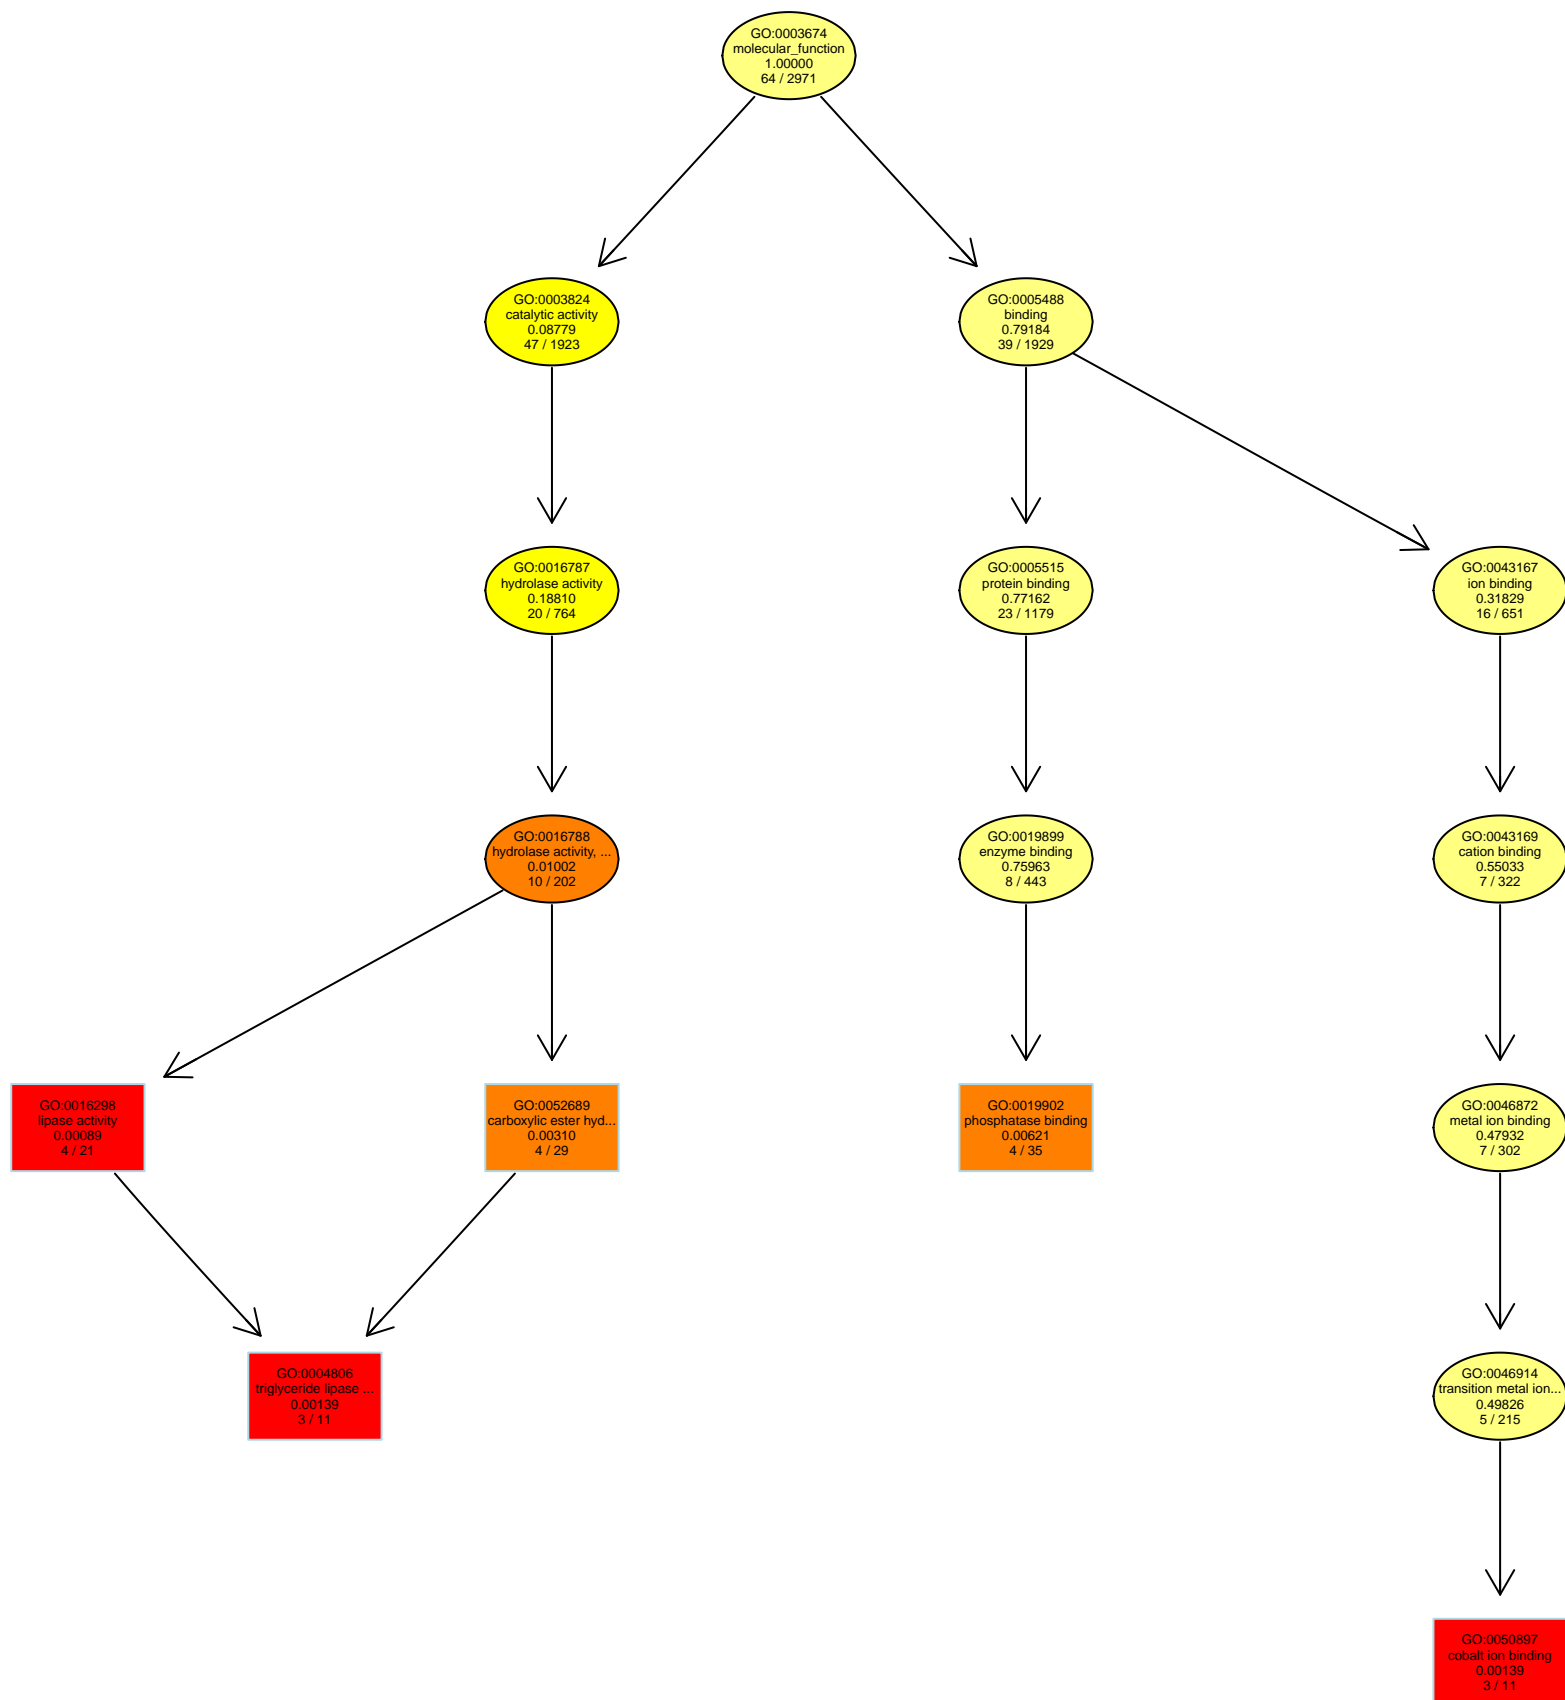 GO:0003674
molecular_function
1.00000
64 / 2971
GO:0003824
catalytic activity
0.08779
47 / 1923
GO:0005488
binding
0.79184
39 / 1929
GO:0016787
hydrolase activity
0.18810
20 / 764
GO:0005515
protein binding
0.77162
23 / 1179
GO:0043167
ion binding
0.31829
16 / 651
GO:0016788
hydrolase activity, ...
0.01002
10 / 202
GO:0019899
enzyme binding
0.75963
8 / 443
GO:0043169
cation binding
0.55033
7 / 322
GO:0016298
lipase activity
0.00089
4 / 21
GO:0052689
carboxylic ester hyd...
0.00310
4 / 29
GO:0019902
phosphatase binding
0.00621
4 / 35
GO:0046872
metal ion binding
0.47932
7 / 302
GO:0004806
triglyceride lipase ...
0.00139
3 / 11
GO:0046914
transition metal ion...
0.49826
5 / 215
GO:0050897
cobalt ion binding
0.00139
3 / 11